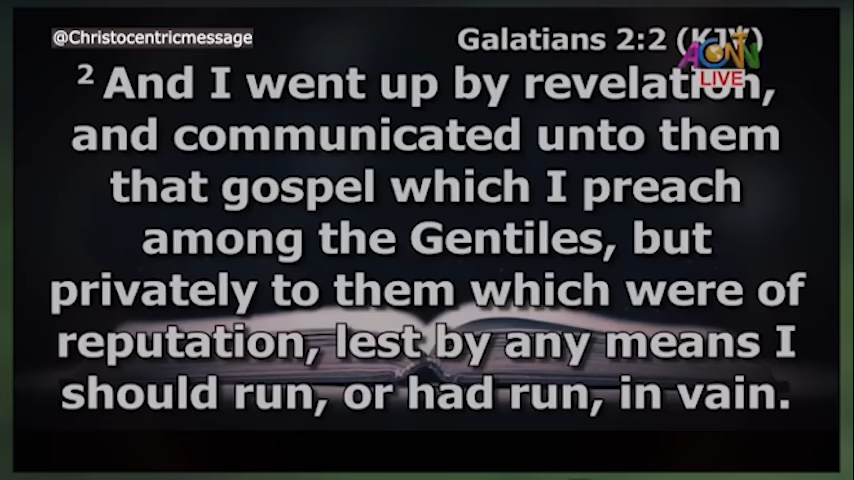 @Christocentricmessage
Galatians 2:2 (KJV)
ACNN
LIVE
2 And I went up by revelation,
and communicated unto them
that gospel which I preach
among the Gentiles, but
privately to them which were of
reputation, lest by any means I
should run, or had run, in vain.